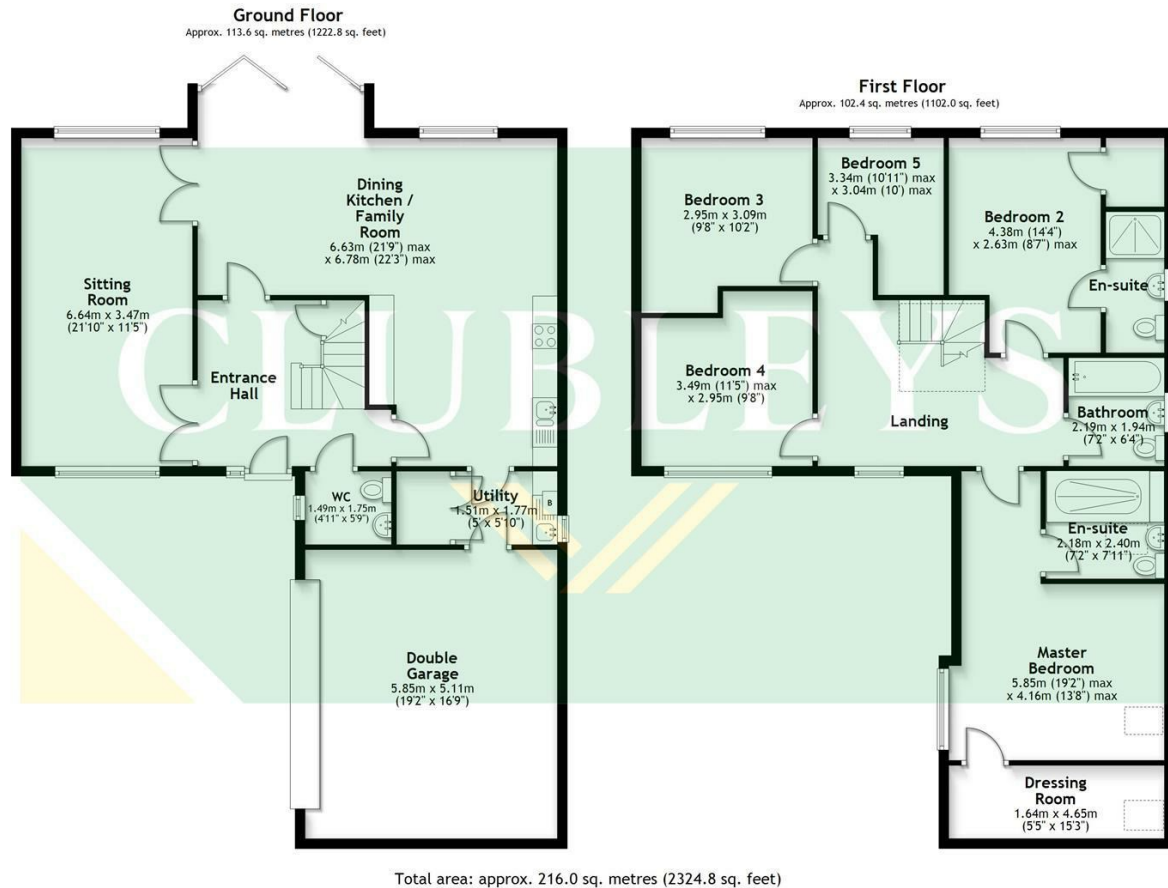 Ground Floor
Approx. 113.6 sq. metres (1222.8 sq. feet)
Dining
Kitchen /
Family
Room
6.63m (21'9") max
x 6.78m (22'3") max
Sitting
Room
6.64m x 3.47m
(21'10" x 11'5")
Entrance
Hall
WC
1.49m x 1.75m
(4'11" x 5'9")
Utility
1.51m x 1.77m
(5' x 5'10")
B
Double
Garage
5.85m x 5.11m
(19'2" x 16'9")
First Floor
Approx. 102.4 sq. metres (1102.0 sq. feet)
Bedroom 3
2.95m x 3.09m
(9'8" x 10'2")
Bedroom 5
3.34m (10'11") max
x 3.04m (10') max
Bedroom 2
4.38m (14'4")
x 2.63m (8'7") max
En-suite
Bedroom 4
3.49m (11'5") max
x 2.95m (9'8")
Landing
Bathroom
2.19m x 1.94m
(7'2" x 6'4")
En-suite
2.18m x 2.40m
(7'2" x 7'11")
Master
Bedroom
5.85m (19'2") max
x 4.16m (13'8") max
Dressing
Room
1.64m x 4.65m
(5'5" x 15'3")
CLUBLEYS
Total area: approx. 216.0 sq. metres (2324.8 sq. feet)